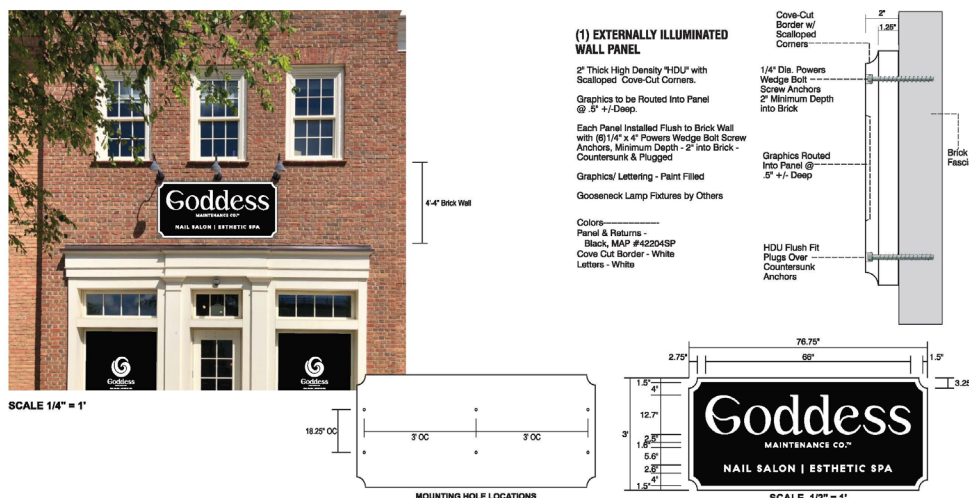 Goddess
MAINTENANCE CO.™
NAIL SALON | ESTHETIC SPA
Goddess
Goddess
4'-4" Brick Wall
SCALE 1/4" = 1'
(1) EXTERNALLY ILLUMINATED
WALL PANEL
2" Thick High Density "HDU" with
Scalloped Cove-Cut Corners.
Graphics to be Routed Into Panel
@ .5" +/-Deep.
Each Panel Installed Flush to Brick Wall
with (6)1/4" x 4" Powers Wedge Bolt Screw
Anchors, Minimum Depth - 2" into Brick -
Countersunk & Plugged
Graphics/ Lettering - Paint Filled
Gooseneck Lamp Fixtures by Others
Colors--------------
Panel & Returns -
Black, MAP #42204SP
Cove Cut Border - White
Letters - White
Cove-Cut
Border w/
Scalloped
Corners
2"
1.25"
1/4" Dia. Powers
Wedge Bolt
Screw Anchors
2" Minimum Depth
into Brick
Graphics Routed
Into Panel @
.5" +/- Deep
HDU Flush Fit
Plugs Over
Countersunk
Anchors
Brick
Fasci
18.25" OC
3' OC
3' OC
MOUNTING HOLE LOCATIONS
76.75"
2.75"
66"
1.5"
3.25
3'
1.5"
4"
12.7"
2.5"
1.6"
5.6"
2.6"
4"
1.5"
Goddess
MAINTENANCE CO.™
NAIL SALON | ESTHETIC SPA
SCALE 1/2" = 1'